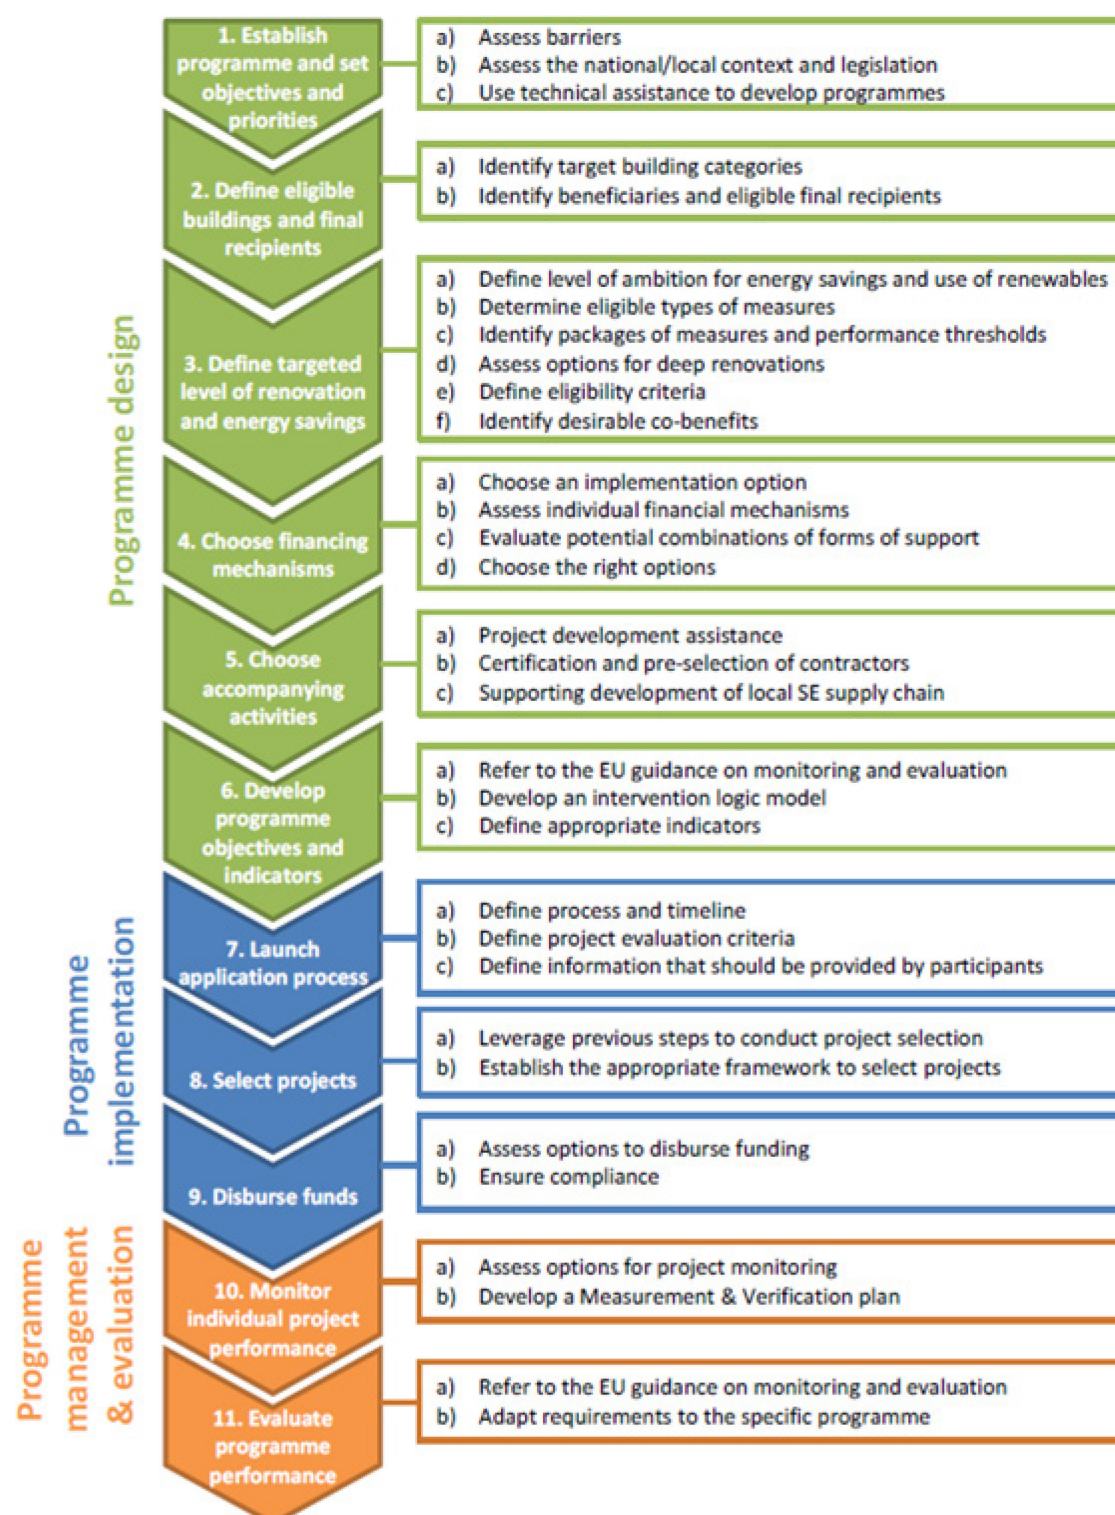 Programme design
1. Establish
programme and set
objectives and
priorities
a) Assess barriers
b) Assess the national/local context and legislation
c) Use technical assistance to develop programmes
2. Define eligible
buildings and final
recipients
a) Identify target building categories
b) Identify beneficiaries and eligible final recipients
3. Define targeted
level of renovation
and energy savings
a) Define level of ambition for energy savings and use of renewables
b) Determine eligible types of measures
c) Identify packages of measures and performance thresholds
d) Assess options for deep renovations
e) Define eligibility criteria
f) Identify desirable co-benefits
4. Choose financing
mechanisms
a) Choose an implementation option
b) Assess individual financial mechanisms
c) Evaluate potential combinations of forms of support
d) Choose the right options
5. Choose
accompanying
activities
a) Project development assistance
b) Certification and pre-selection of contractors
c) Supporting development of local SE supply chain
6. Develop
programme
objectives and
indicators
a) Refer to the EU guidance on monitoring and evaluation
b) Develop an intervention logic model
c) Define appropriate indicators
Programme
implementation
7. Launch
application process
a) Define process and timeline
b) Define project evaluation criteria
c) Define information that should be provided by participants
8. Select projects
a) Leverage previous steps to conduct project selection
b) Establish the appropriate framework to select projects
9. Disburse funds
a) Assess options to disburse funding
b) Ensure compliance
Programme
management
& evaluation
10. Monitor
individual project
performance
a) Assess options for project monitoring
b) Develop a Measurement & Verification plan
11. Evaluate
programme
performance
a) Refer to the EU guidance on monitoring and evaluation
b) Adapt requirements to the specific programme